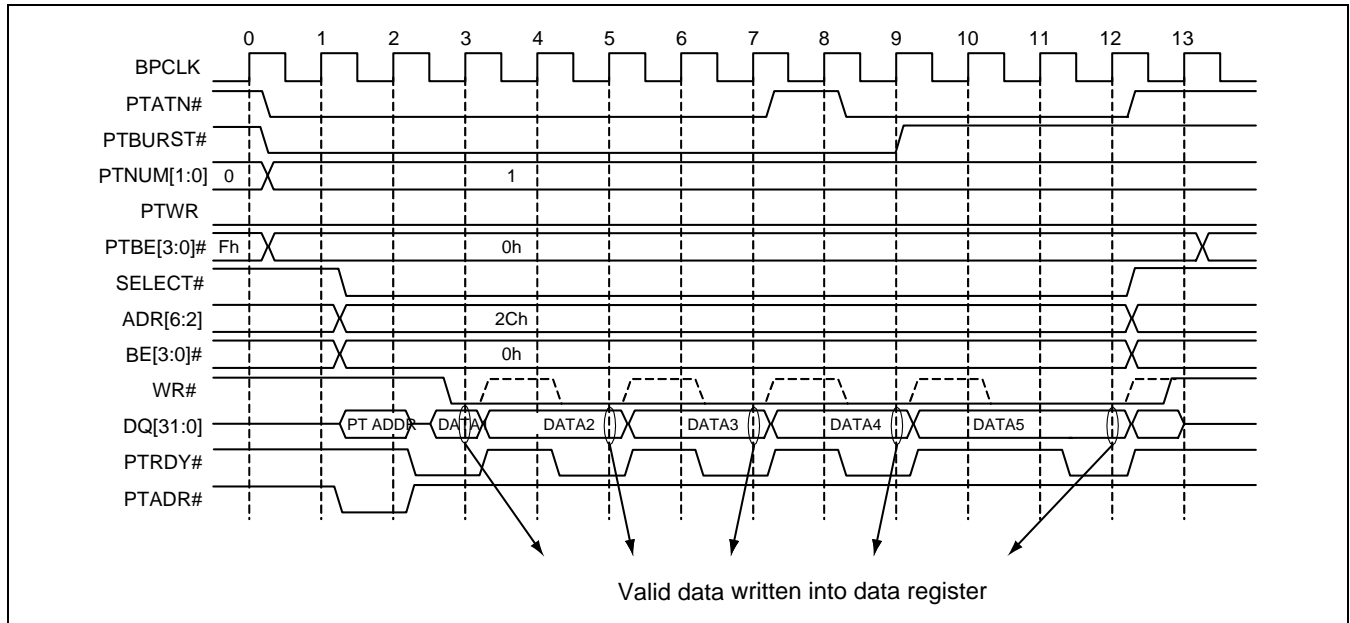 0 1 2 3 4 5 6 7 8 9 10 11 12 13
BPCLK
PTATN#
PTBURST#
PTNUM[1:0] 0 1
PTWR
PTBE[3:0]# Fh 0h
SELECT#
ADR[6:2] 2Ch
BE[3:0]# 0h
WR#
DQ[31:0] PT ADDR DATA DATA2 DATA3 DATA4 DATA5
PTRDY#
PTADR#
Valid data written into data register